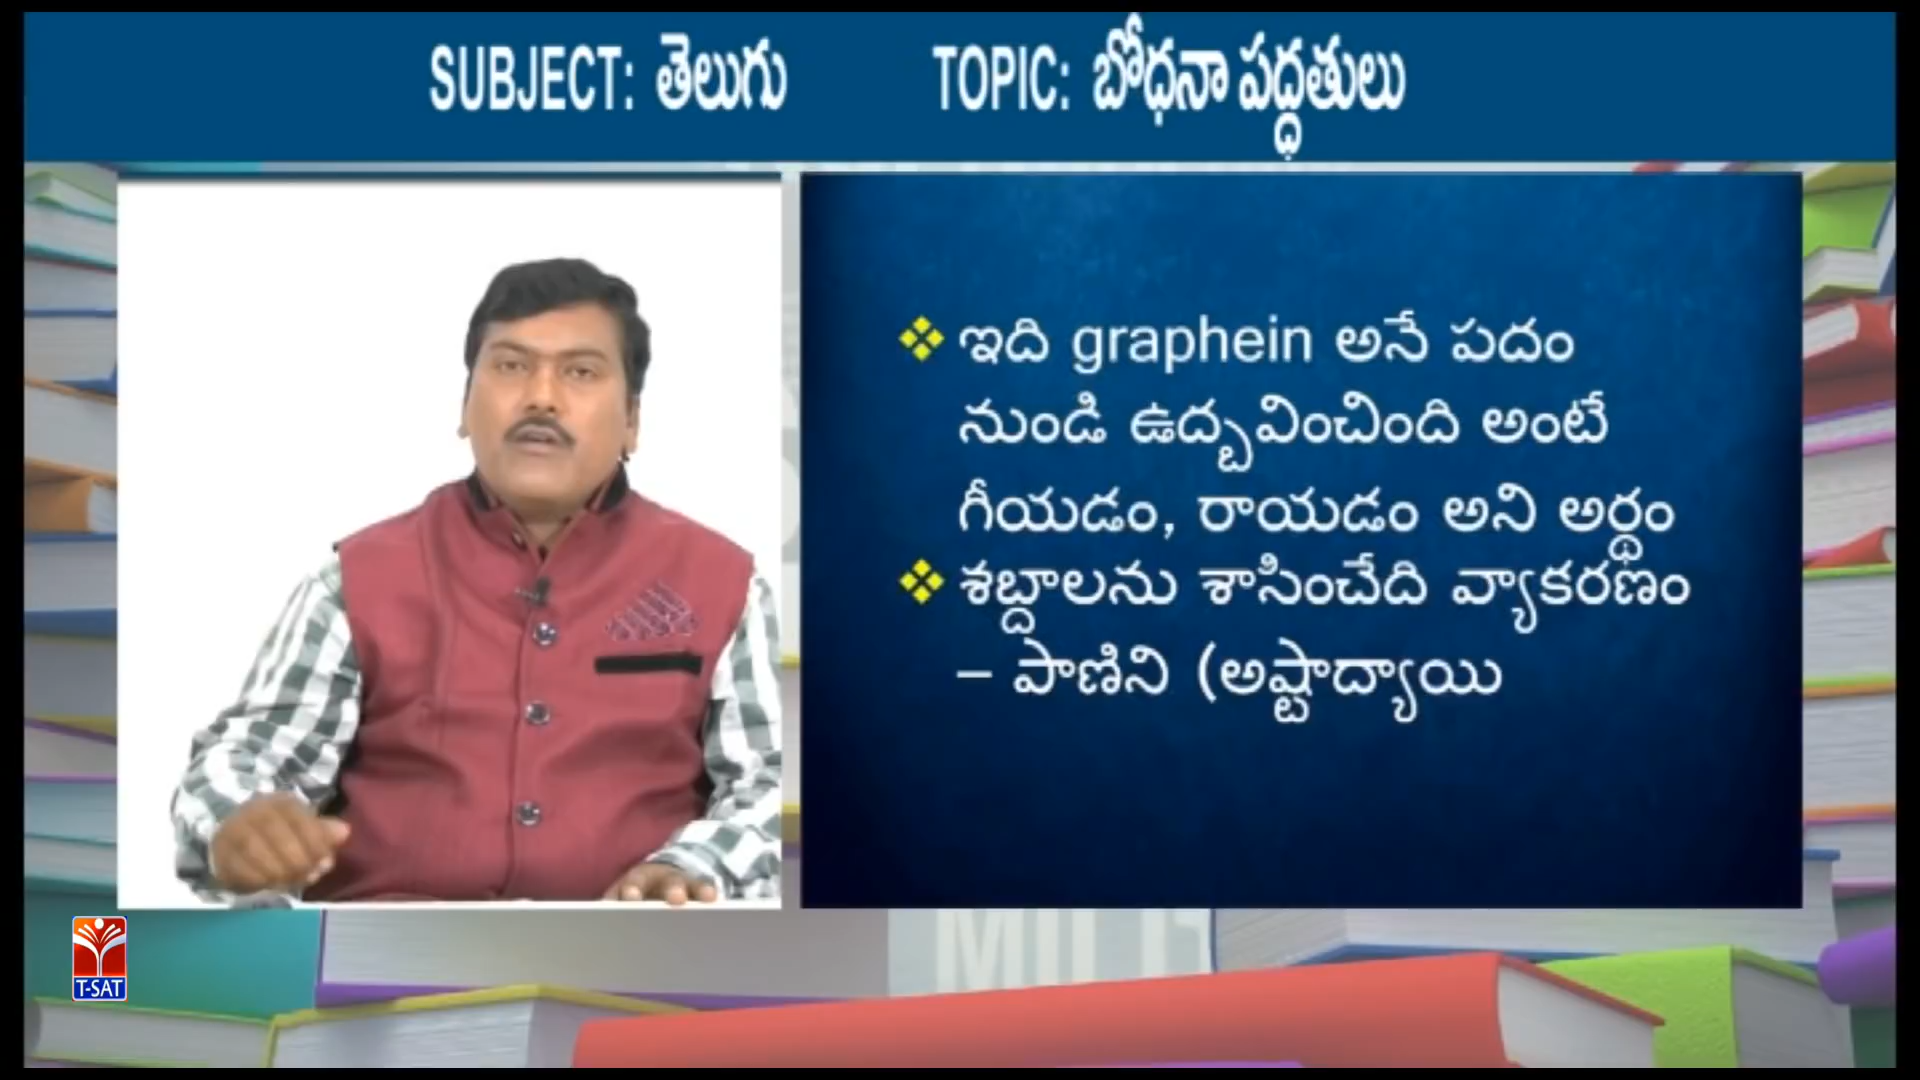 SUBJECT: తెలుగు TOPIC: బోధనా పద్ధతులు
ఇది graphein అనే పదం
నుండి ఉద్బవించింది అంటే
గీయడం, రాయడం అని అర్థం
శబ్దాలను శాసించేది వ్యాకరణం
– పాణిని (అష్టాద్యాయి
T-SAT